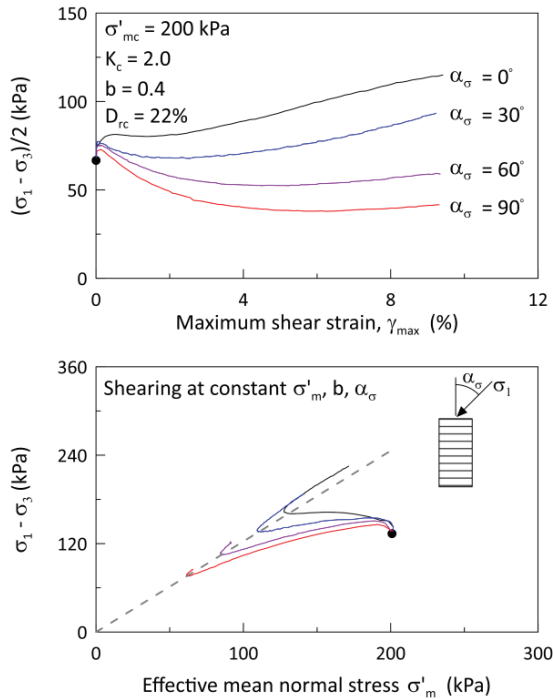 σ'mc = 200 kPa
Kc = 2.0
b = 0.4
Drc = 22%
ασ = 0°
ασ = 30°
ασ = 60°
ασ = 90°
150
100
50
0
(σ1 - σ3)/2 (kPa)
0 4 8 12
Maximum shear strain, γmax (%)
Shearing at constant σ'm, b, ασ
ασ
σ1
360
240
120
0
σ1 - σ3 (kPa)
0 100 200 300
Effective mean normal stress σ'm (kPa)